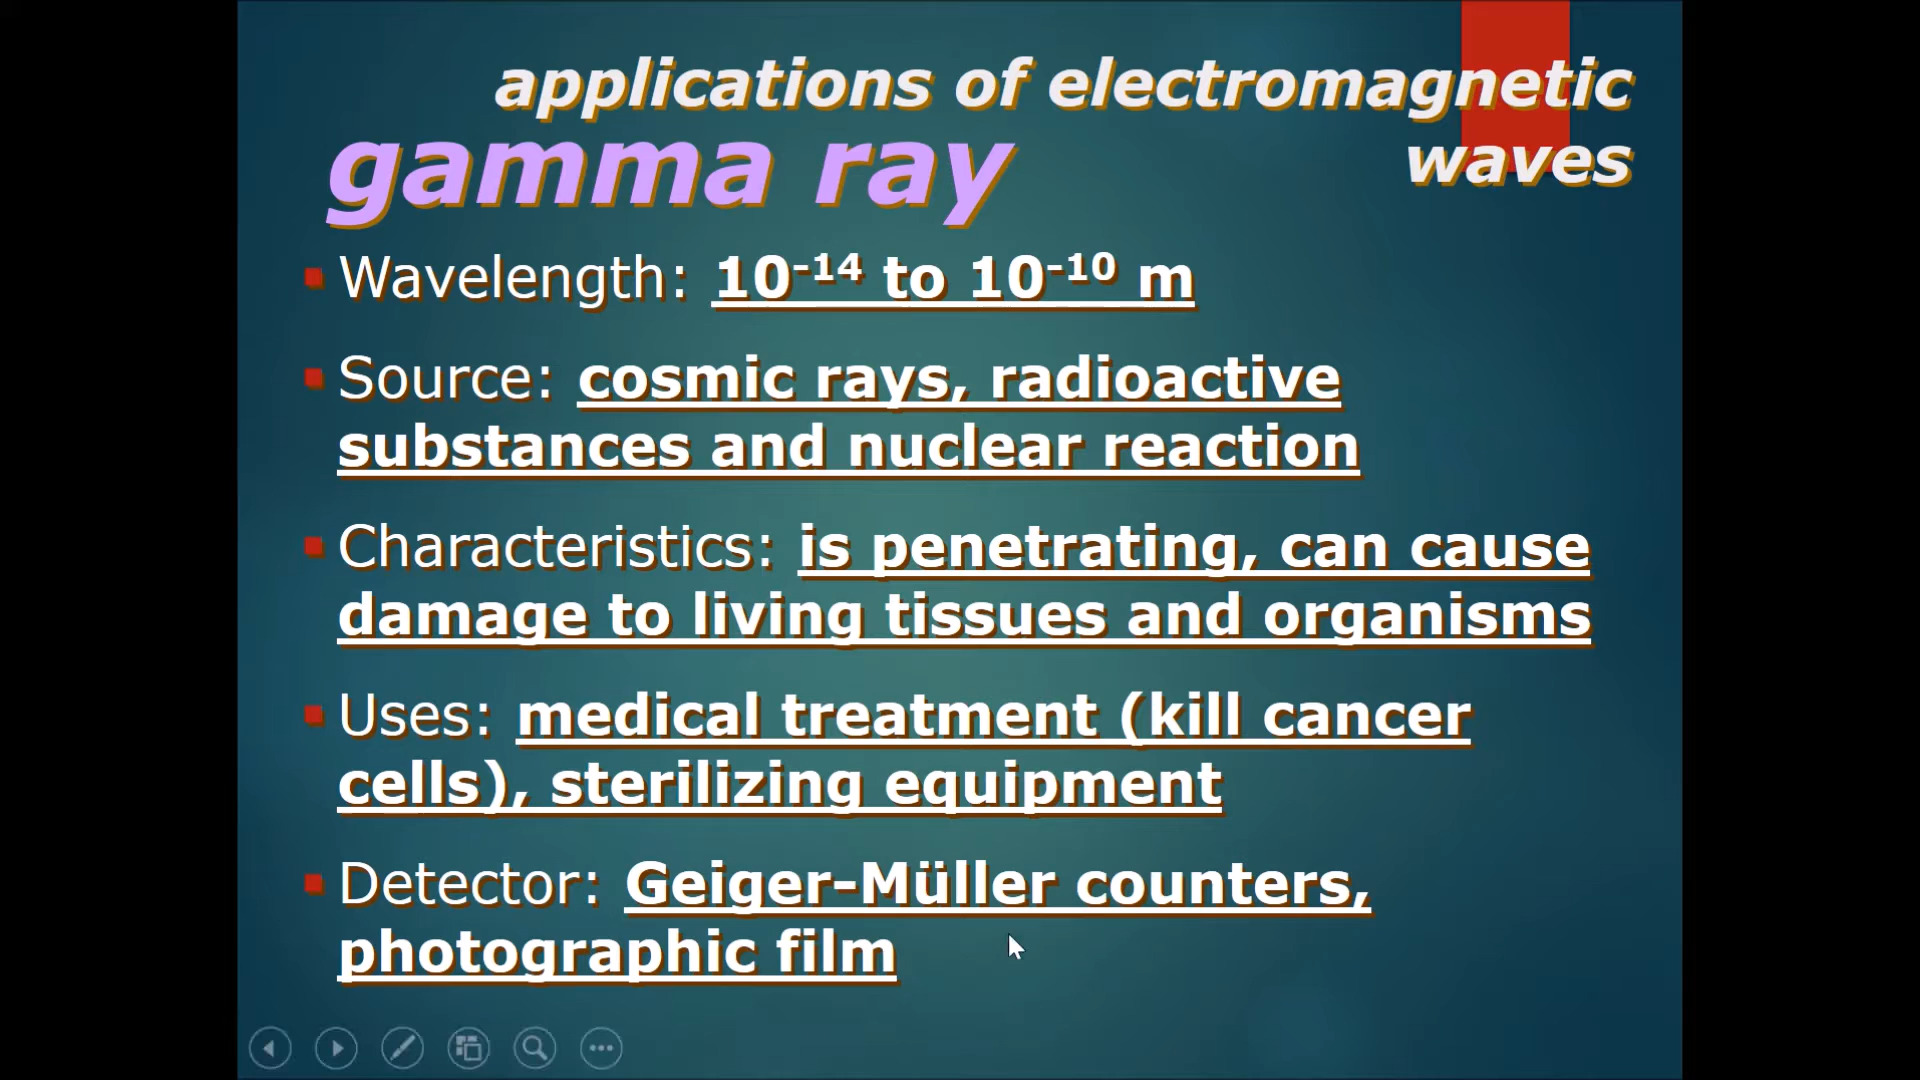 applications of electromagnetic
waves
gamma ray
Wavelength: 10⁻¹⁴ to 10⁻¹⁰ m
Source: cosmic rays, radioactive
substances and nuclear reaction
Characteristics: is penetrating, can cause
damage to living tissues and organisms
Uses: medical treatment (kill cancer
cells), sterilizing equipment
Detector: Geiger–Müller counters,
photographic film